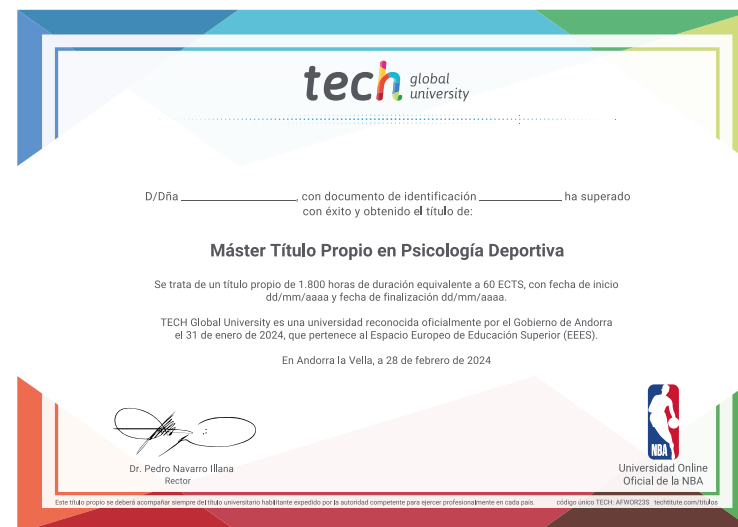 tech global university
D/Dña ____________, con documento de identificación ____________ ha superado
con éxito y obtenido el título de:
Máster Título Propio en Psicología Deportiva
Se trata de un título propio de 1.800 horas de duración equivalente a 60 ECTS, con fecha de inicio
dd/mm/aaaa y fecha de finalización dd/mm/aaaa.
TECH Global University es una universidad reconocida oficialmente por el Gobierno de Andorra
el 31 de enero de 2024, que pertenece al Espacio Europeo de Educación Superior (EEES).
En Andorra la Vella, a 28 de febrero de 2024
Dr. Pedro Navarro Illana
Rector
NBA
Universidad Online
Oficial de la NBA
Este título propio se deberá acompañar siempre del título universitario habilitante expedido por la autoridad competente para ejercer profesionalmente en cada país. código único TECH: AFWOR23S techtitute.com/titulos